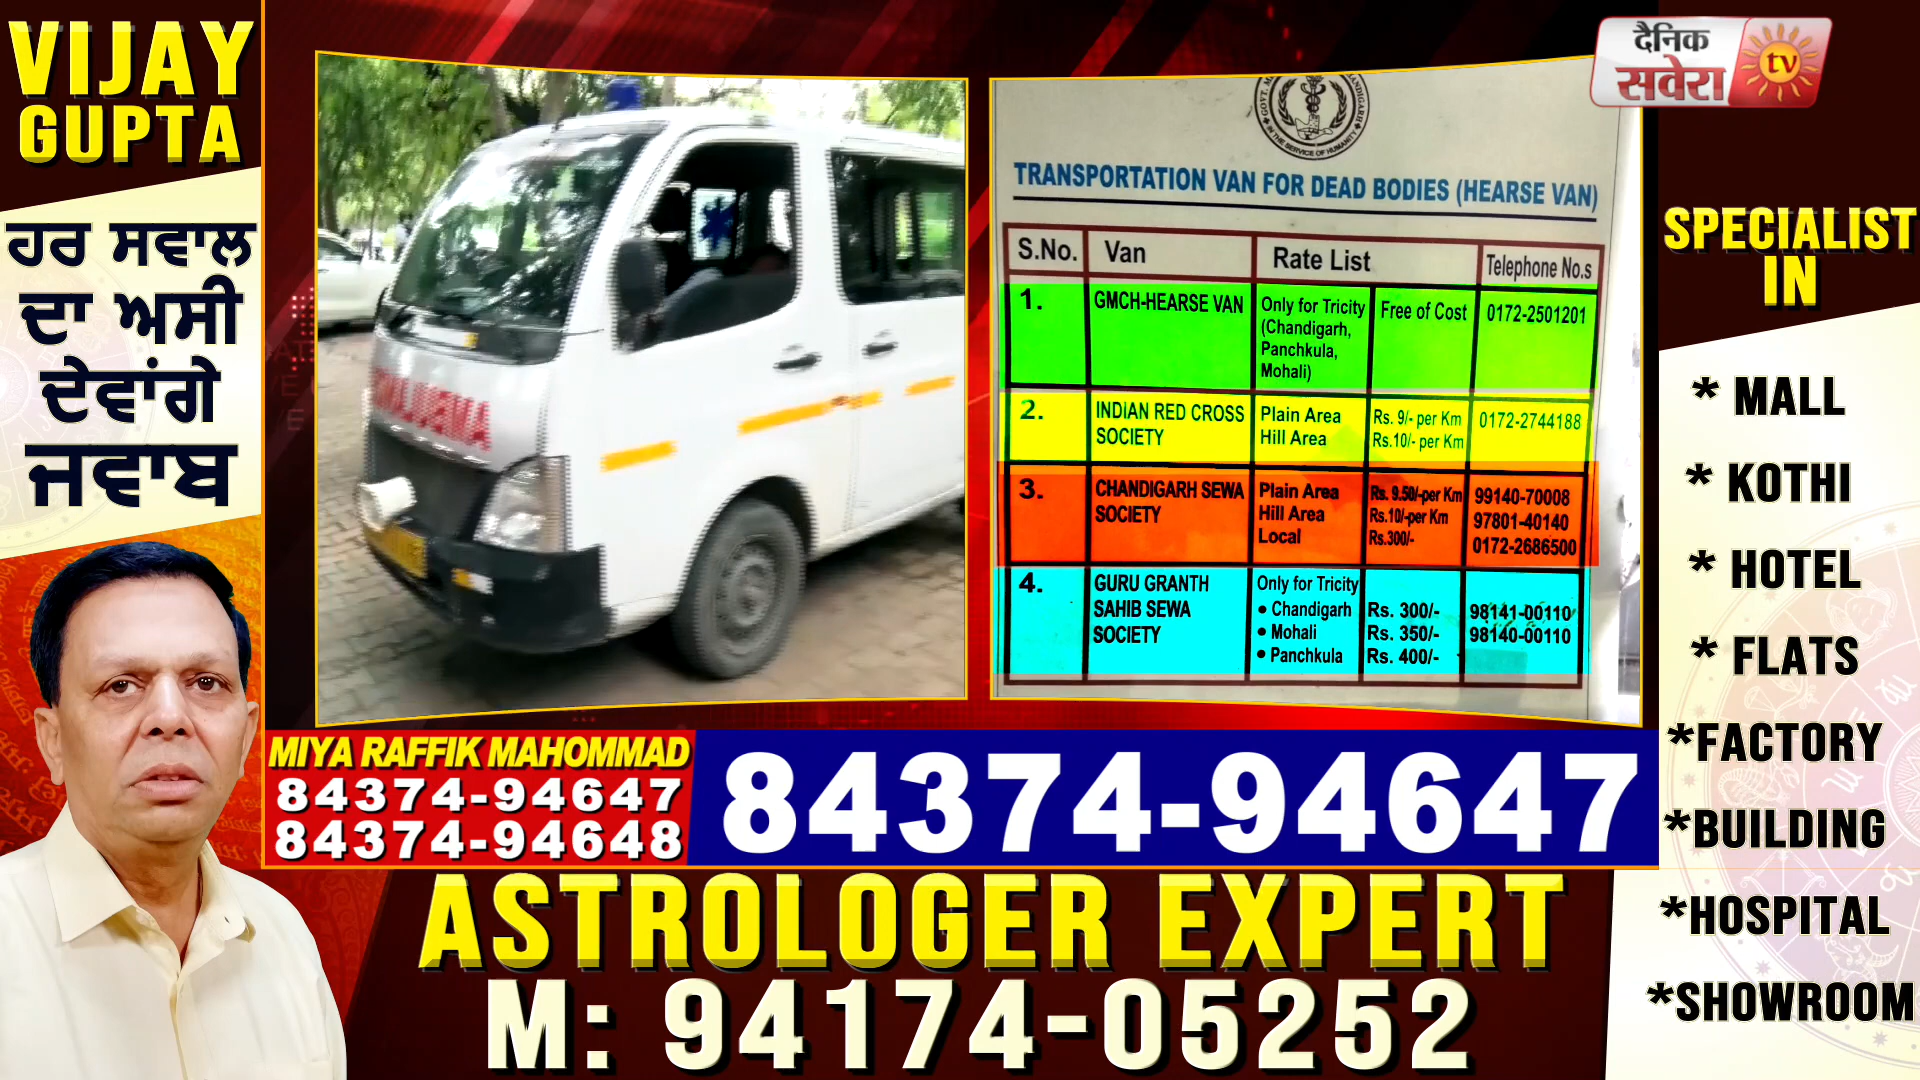 VIJAY
GUPTA
ਹਰ ਸਵਾਲ
ਦਾ ਅਸੀ
ਦੇਵਾਂਗੇ
ਜਵਾਬ
दैनिक
सवेरा
tv
IN THE SERVICE OF HUMANITY
TRANSPORTATION VAN FOR DEAD BODIES (HEARSE VAN)
S.No. Van Rate List Telephone No.s
1. GMCH-HEARSE VAN Only for Tricity Free of Cost 0172-2501201
(Chandigarh,
Panchkula,
Mohali)
2. INDIAN RED CROSS Plain Area Rs. 9/- per Km 0172-2744188
SOCIETY Hill Area Rs.10/- per Km
3. CHANDIGARH SEWA Plain Area Rs. 9.50/-per Km 99140-70008
SOCIETY Hill Area Rs.10/-per Km 97801-40140
Local Rs.300/- 0172-2686500
4. GURU GRANTH Only for Tricity
SAHIB SEWA • Chandigarh Rs. 300/- 98141-00110
SOCIETY • Mohali Rs. 350/- 98140-00110
• Panchkula Rs. 400/-
SPECIALIST
IN
* MALL
* KOTHI
* HOTEL
* FLATS
*FACTORY
*BUILDING
*HOSPITAL
*SHOWROOM
MIYA RAFFIK MAHOMMAD
84374-94647
84374-94648
84374-94647
ASTROLOGER EXPERT
M: 94174-05252